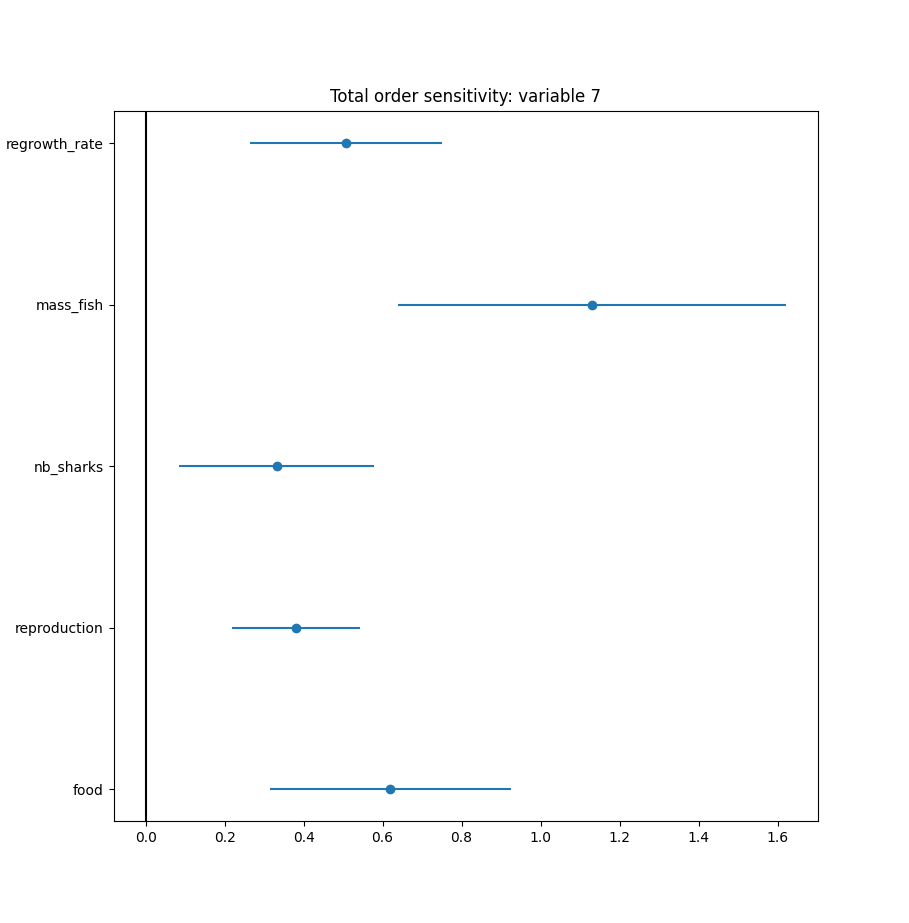 Total order sensitivity: variable 7
regrowth_rate
mass_fish
nb_sharks
reproduction
food
0.0 0.2 0.4 0.6 0.8 1.0 1.2 1.4 1.6